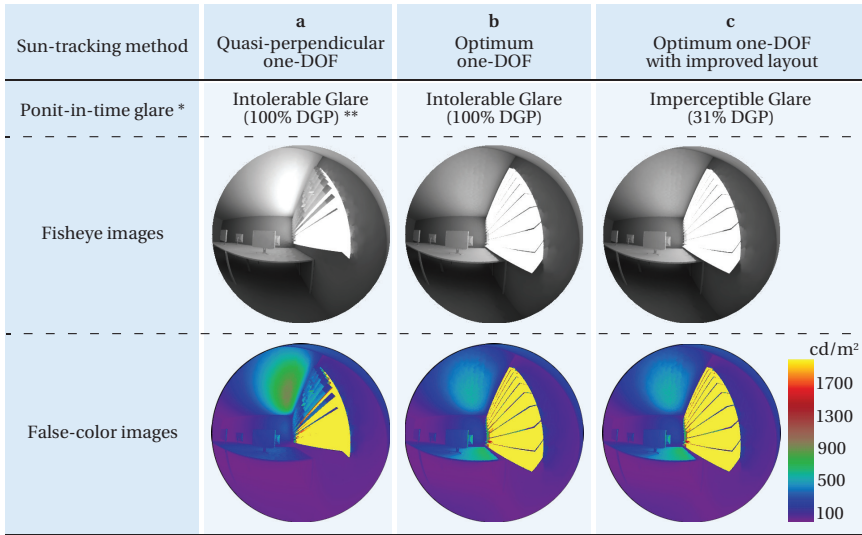 Sun-tracking method
a
Quasi-perpendicular
one-DOF
b
Optimum
one-DOF
c
Optimum one-DOF
with improved layout
Ponit-in-time glare *
Intolerable Glare
(100% DGP) **
Intolerable Glare
(100% DGP)
Imperceptible Glare
(31% DGP)
Fisheye images
False-color images
cd/m²
1700
1300
900
500
100